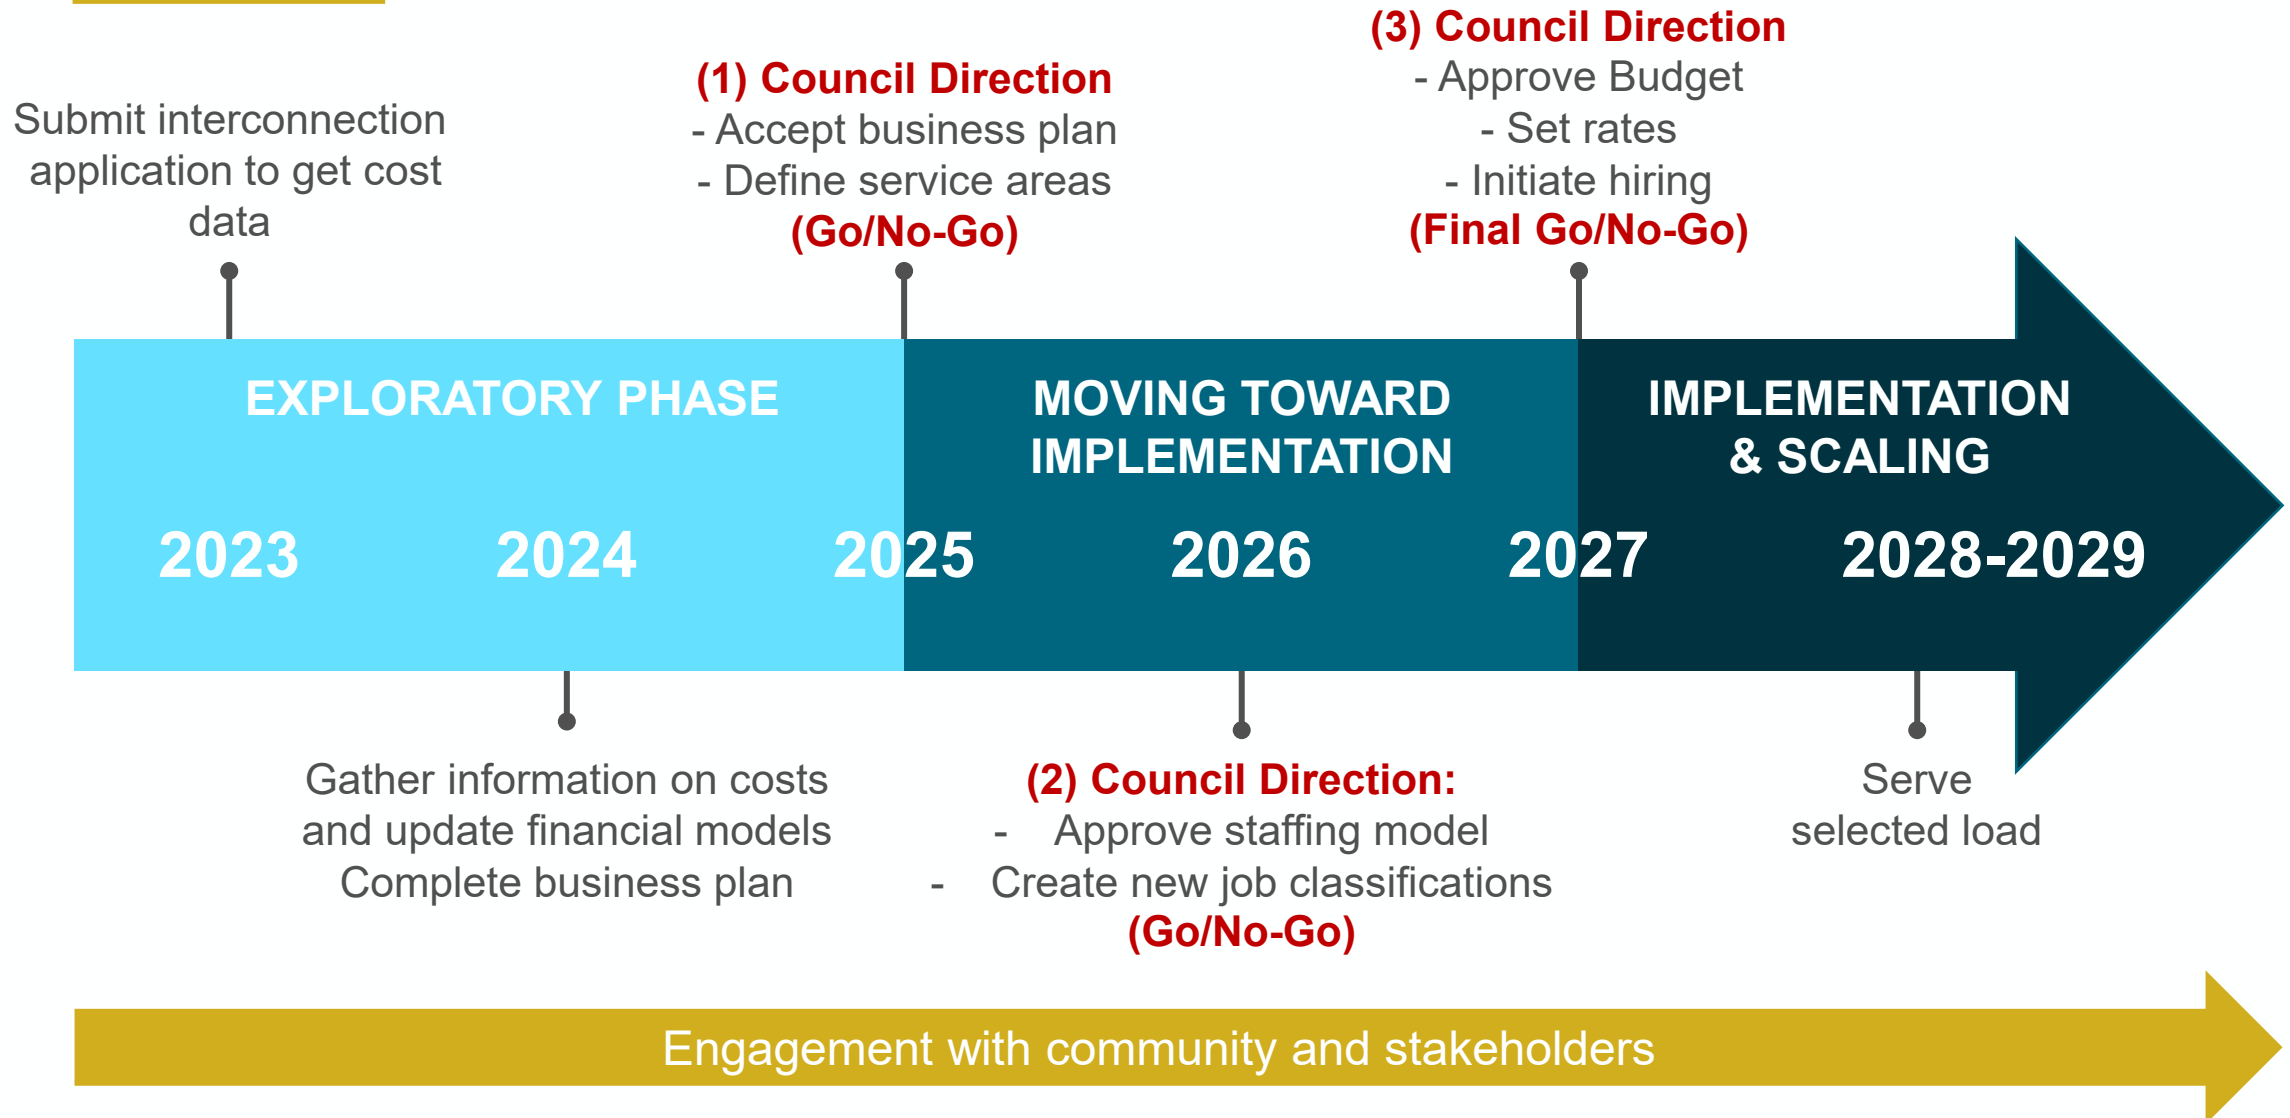 Submit interconnection
application to get cost
data
(1) Council Direction
- Accept business plan
- Define service areas
(Go/No-Go)
(3) Council Direction
- Approve Budget
- Set rates
- Initiate hiring
(Final Go/No-Go)
EXPLORATORY PHASE
MOVING TOWARD
IMPLEMENTATION
IMPLEMENTATION
& SCALING
2023
2024
2025
2026
2027
2028-2029
Gather information on costs
and update financial models
Complete business plan
(2) Council Direction:
- Approve staffing model
- Create new job classifications
(Go/No-Go)
Serve
selected load
Engagement with community and stakeholders